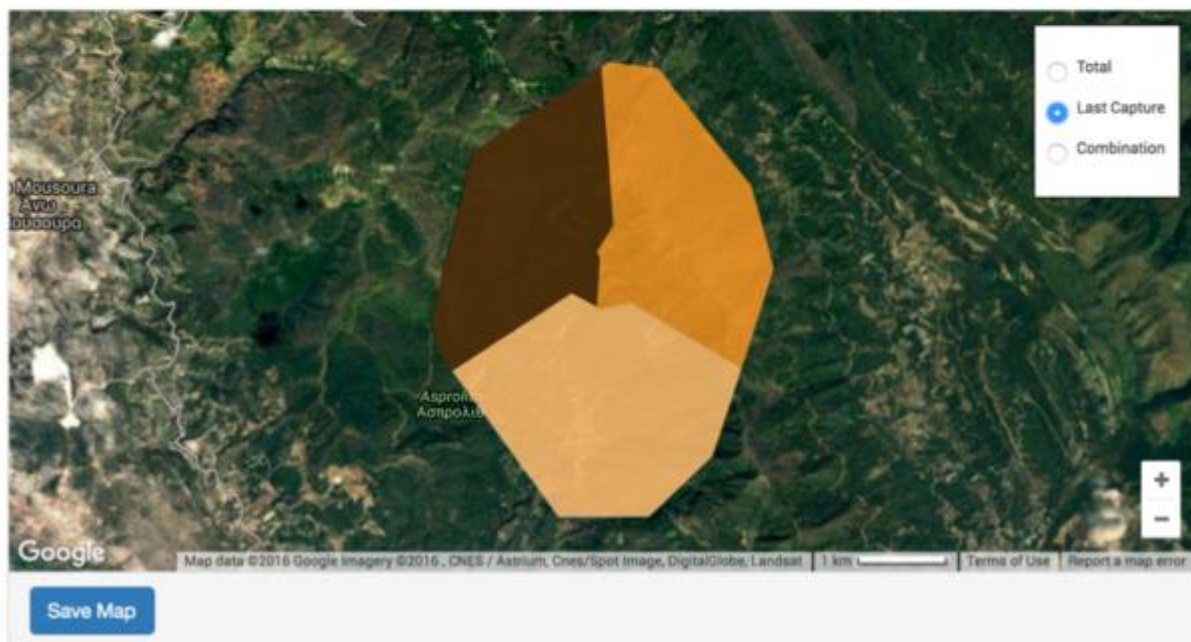 Total
Last Capture
Combination
Mousoura
Ανω
Asproli
Ασπρολι
Google
Map data ©2016 Google Imagery ©2016 , CNES / Astrium, Cnes/Spot Image, DigitalGlobe, Landsat
1 km
Terms of Use
Report a map error
Save Map